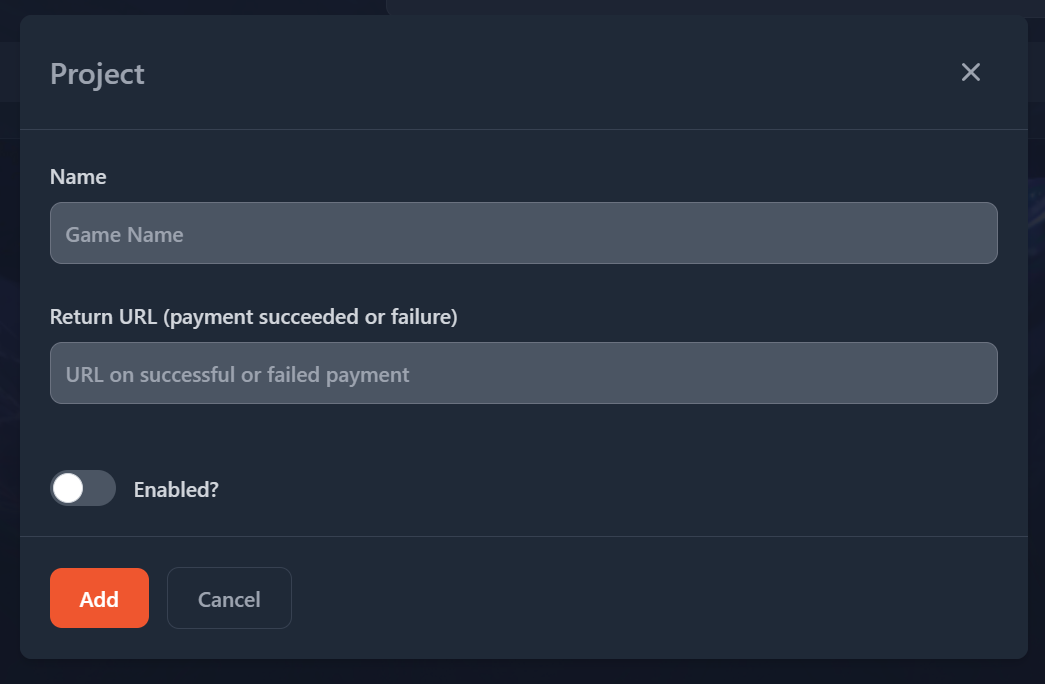 Project
Name
Game Name
Return URL (payment succeeded or failure)
URL on successful or failed payment
Enabled?
Add
Cancel